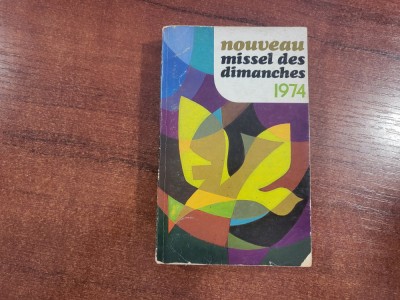 nouveau
missel des
dimanches
1974